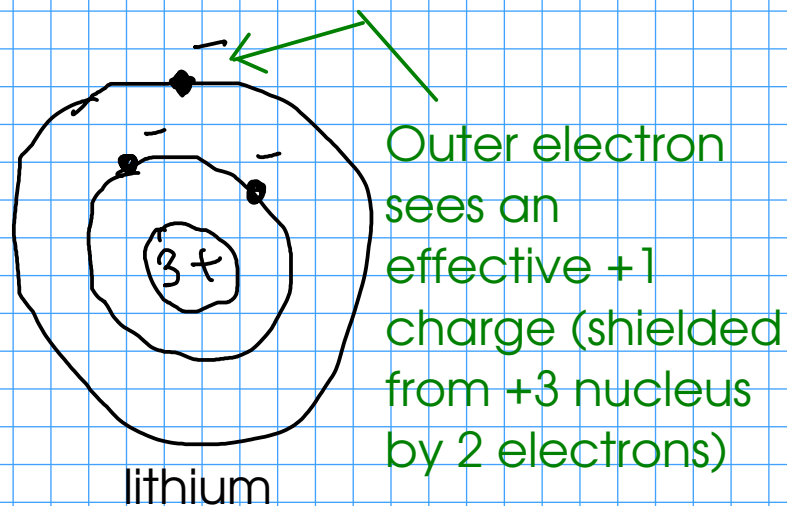 3+
Outer electron
sees an
effective +1
charge (shielded
from +3 nucleus
by 2 electrons)
lithium